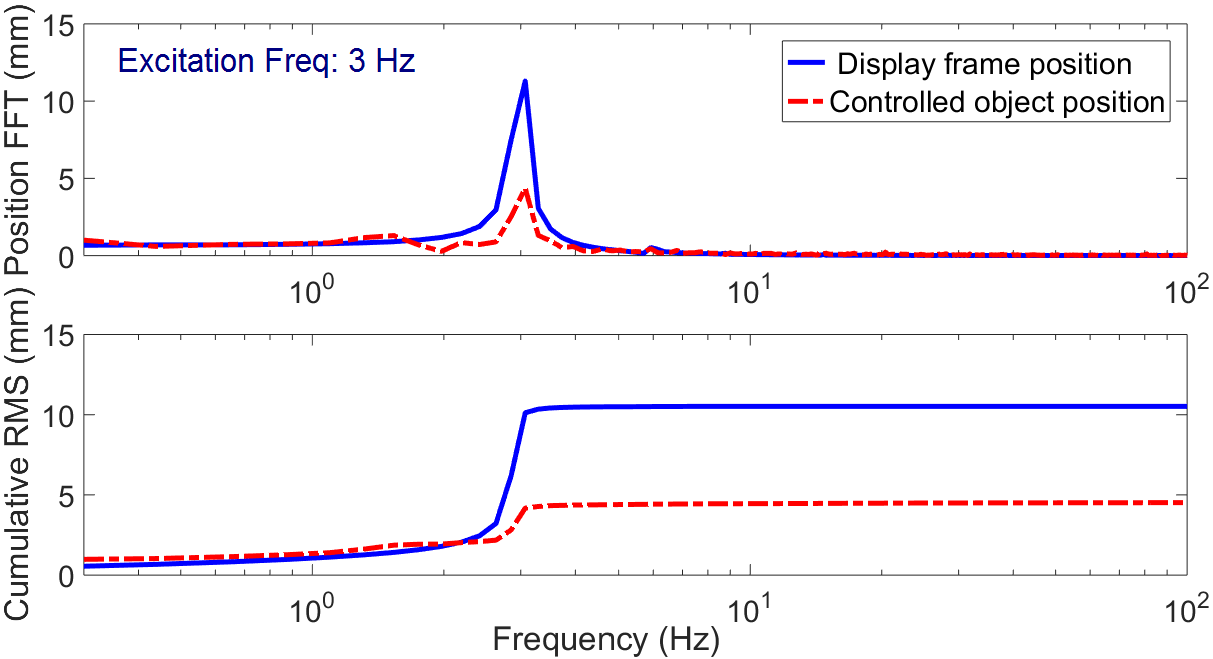 Position FFT (mm)
15
10
5
0
Excitation Freq: 3 Hz
Display frame position
Controlled object position
10^0
10^1
10^2
Cumulative RMS (mm)
15
10
5
0
10^0
10^1
10^2
Frequency (Hz)